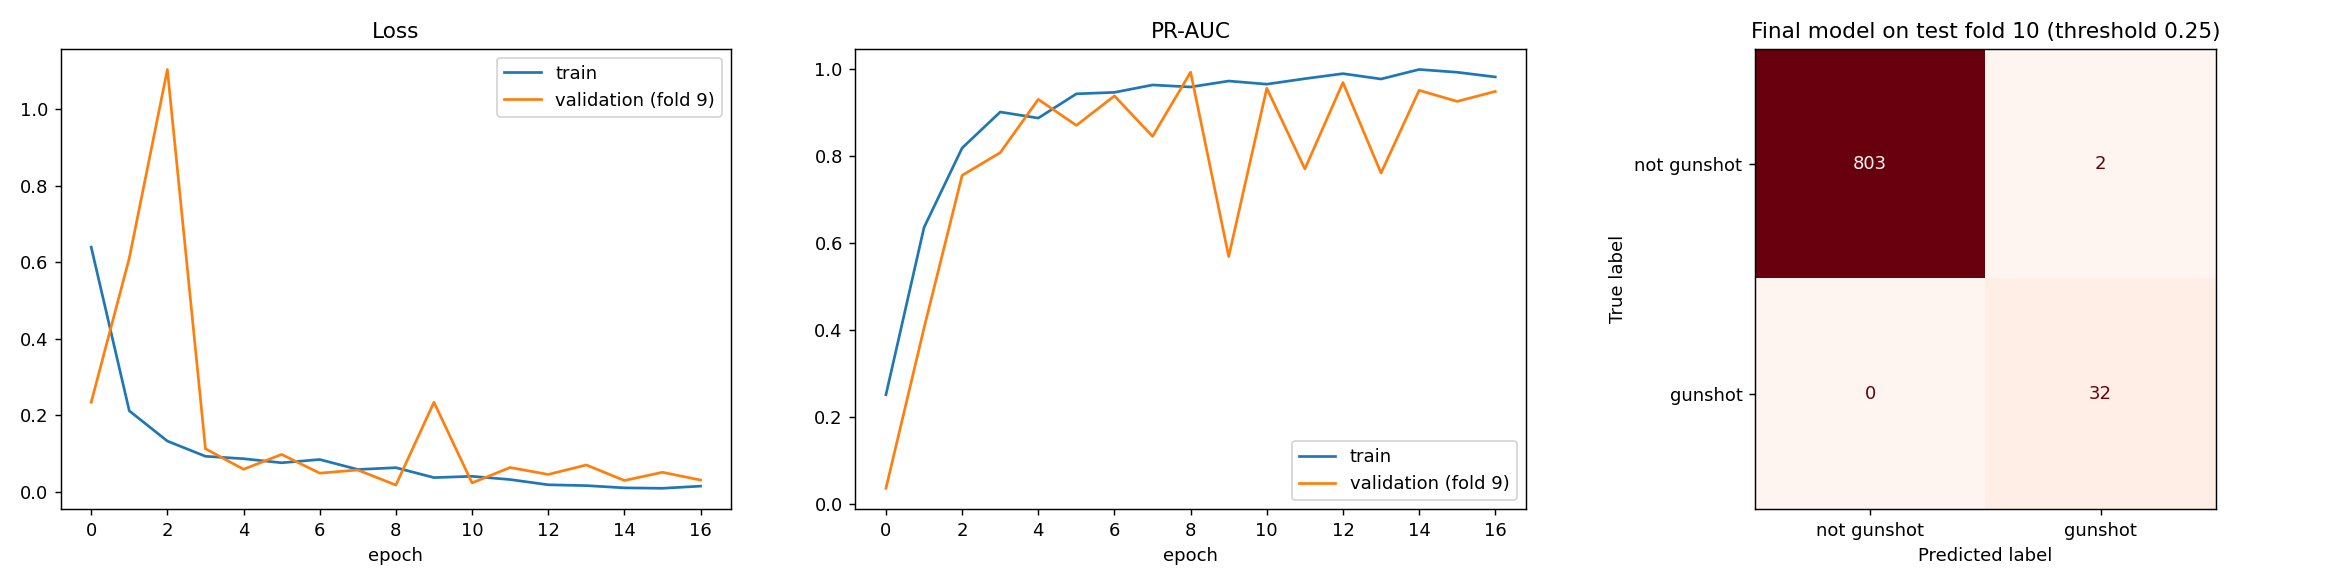 Loss
1.0
0.8
0.6
0.4
0.2
0.0
0 2 4 6 8 10 12 14 16
epoch
train
validation (fold 9)
PR-AUC
1.0
0.8
0.6
0.4
0.2
0.0
0 2 4 6 8 10 12 14 16
epoch
train
validation (fold 9)
Final model on test fold 10 (threshold 0.25)
True label
not gunshot
803 2
gunshot
0 32
not gunshot gunshot
Predicted label